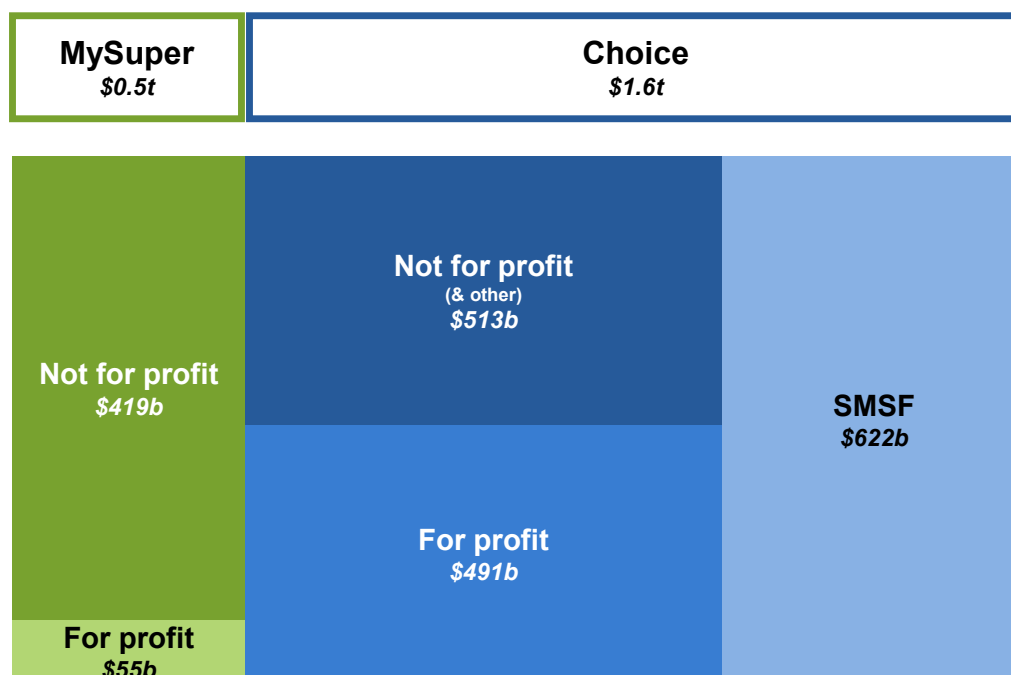 MySuper
$0.5t
Choice
$1.6t
Not for profit
$419b
For profit
$55b
Not for profit
(& other)
$513b
For profit
$491b
SMSF
$622b